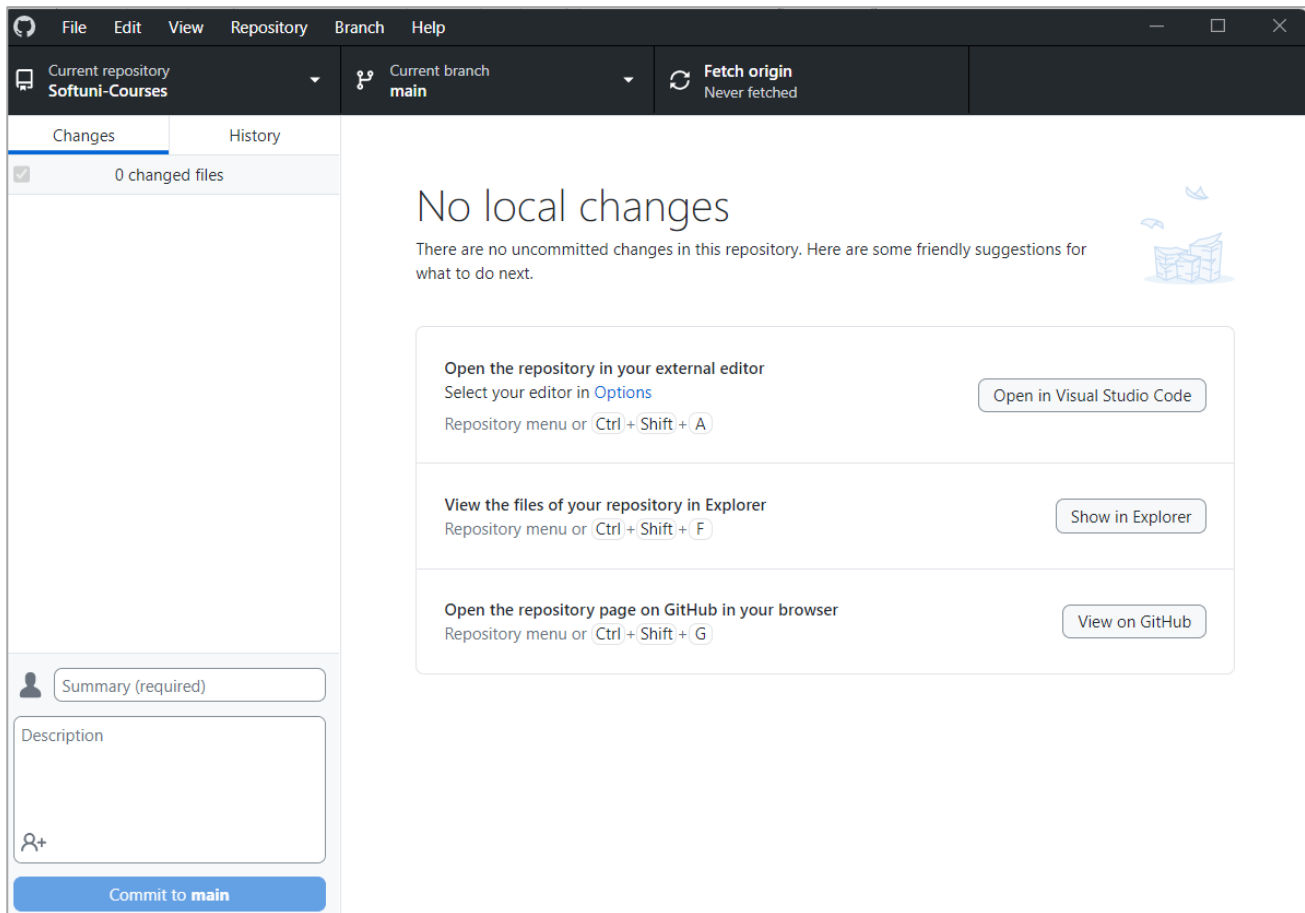 File Edit View Repository Branch Help
Current repository
Softuni-Courses
Current branch
main
Fetch origin
Never fetched
Changes History
0 changed files
No local changes
There are no uncommitted changes in this repository. Here are some friendly suggestions for
what to do next.
Open the repository in your external editor
Select your editor in Options
Repository menu or Ctrl + Shift + A
Open in Visual Studio Code
View the files of your repository in Explorer
Repository menu or Ctrl + Shift + F
Show in Explorer
Open the repository page on GitHub in your browser
Repository menu or Ctrl + Shift + G
View on GitHub
Summary (required)
Description
Commit to main